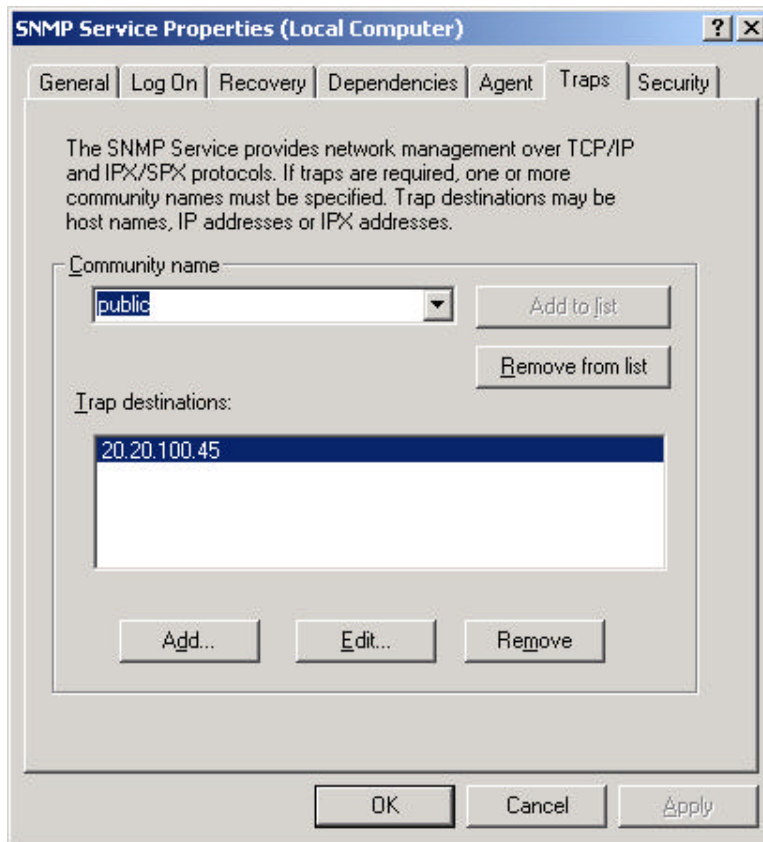 SNMP Service Properties (Local Computer)
General Log On Recovery Dependencies Agent Traps Security
The SNMP Service provides network management over TCP/IP
and IPX/SPX protocols. If traps are required, one or more
community names must be specified. Trap destinations may be
host names, IP addresses or IPX addresses.
Community name
public Add to list
Remove from list
Trap destinations:
20.20.100.45
Add... Edit... Remove
OK Cancel Apply